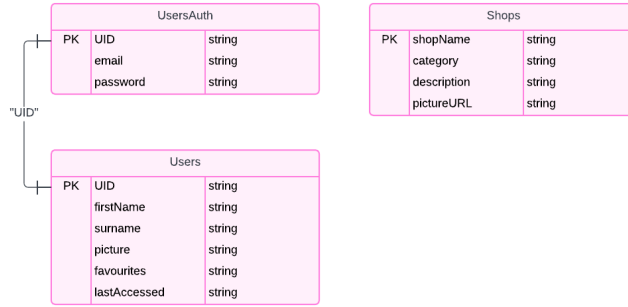 UsersAuth
PK UID string
email string
password string
Shops
PK shopName string
category string
description string
pictureURL string
"UID"
Users
PK UID string
firstName string
surname string
picture string
favourites string
lastAccessed string